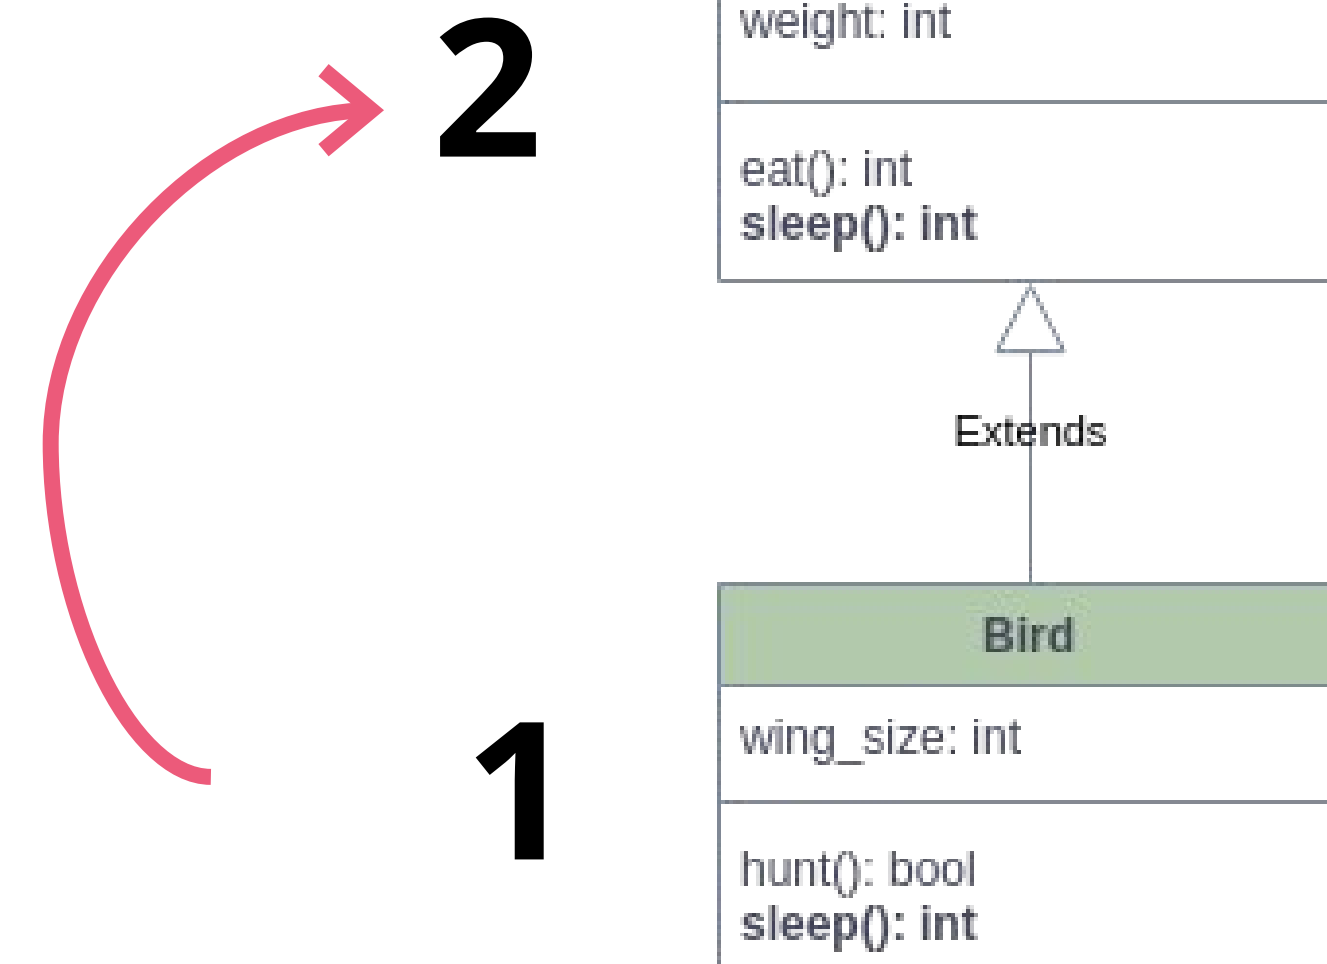 2
weight: int
eat(): int
sleep(): int
Extends
Bird
1
wing_size: int
hunt(): bool
sleep(): int